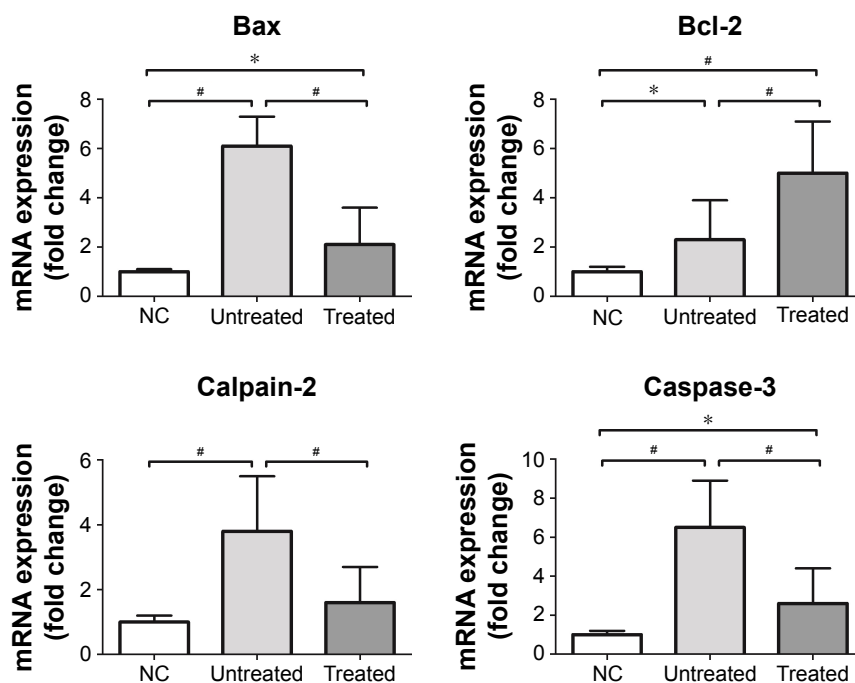 Bax
*
# #
mRNA expression
(fold change)
8
6
4
2
0
NC Untreated Treated
Bcl-2
#
* #
mRNA expression
(fold change)
8
6
4
2
0
NC Untreated Treated
Calpain-2
# #
mRNA expression
(fold change)
6
4
2
0
NC Untreated Treated
Caspase-3
*
# #
mRNA expression
(fold change)
10
8
6
4
2
0
NC Untreated Treated